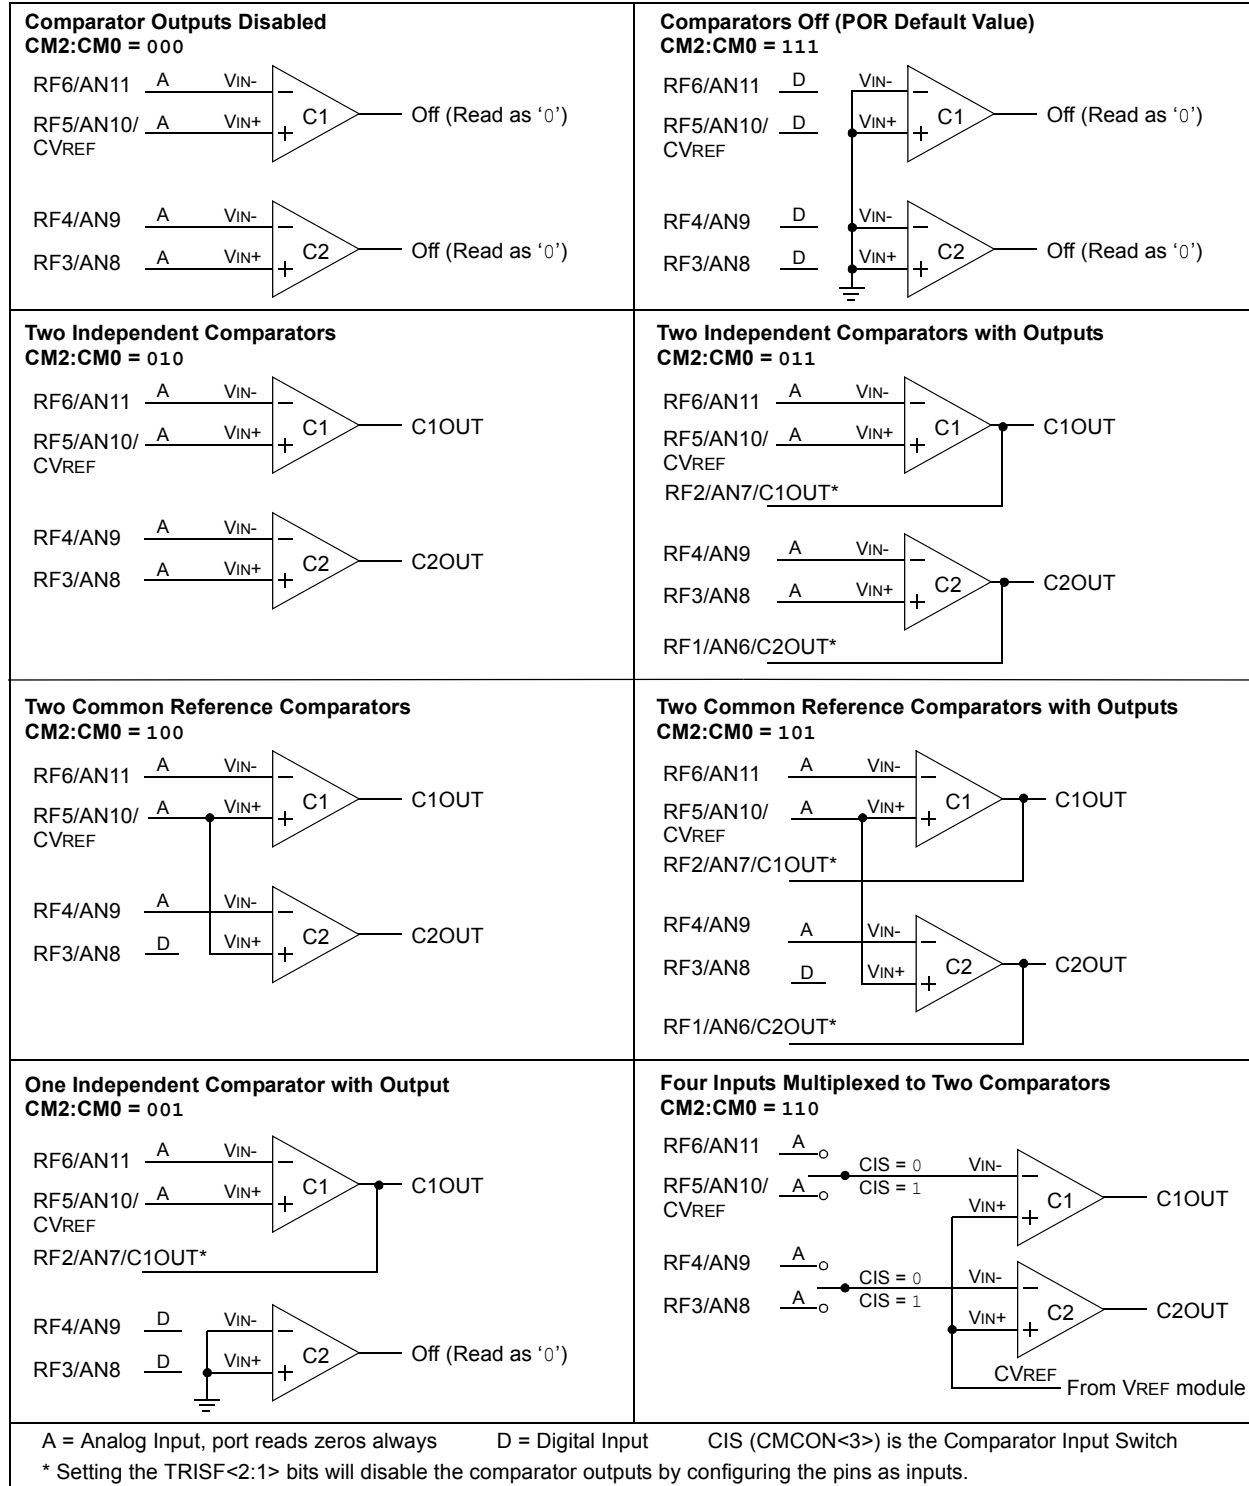 Comparator Outputs Disabled
CM2:CM0 = 000
RF6/AN11 A VIN-
C1 Off (Read as ‘0’)
RF5/AN10/ A VIN+
CVREF
RF4/AN9 A VIN-
C2 Off (Read as ‘0’)
RF3/AN8 A VIN+
Comparators Off (POR Default Value)
CM2:CM0 = 111
RF6/AN11 D VIN-
C1 Off (Read as ‘0’)
RF5/AN10/ D VIN+
CVREF
RF4/AN9 D VIN-
C2 Off (Read as ‘0’)
RF3/AN8 D VIN+
Two Independent Comparators
CM2:CM0 = 010
RF6/AN11 A VIN-
C1 C1OUT
RF5/AN10/ A VIN+
CVREF
RF4/AN9 A VIN-
C2 C2OUT
RF3/AN8 A VIN+
Two Independent Comparators with Outputs
CM2:CM0 = 011
RF6/AN11 A VIN-
C1 C1OUT
RF5/AN10/ A VIN+
CVREF
RF2/AN7/C1OUT*
RF4/AN9 A VIN-
C2 C2OUT
RF3/AN8 A VIN+
RF1/AN6/C2OUT*
Two Common Reference Comparators
CM2:CM0 = 100
RF6/AN11 A VIN-
C1 C1OUT
RF5/AN10/ A VIN+
CVREF
RF4/AN9 A VIN-
C2 C2OUT
RF3/AN8 D VIN+
Two Common Reference Comparators with Outputs
CM2:CM0 = 101
RF6/AN11 A VIN-
C1 C1OUT
RF5/AN10/ A VIN+
CVREF
RF2/AN7/C1OUT*
RF4/AN9 A VIN-
C2 C2OUT
RF3/AN8 D VIN+
RF1/AN6/C2OUT*
One Independent Comparator with Output
CM2:CM0 = 001
RF6/AN11 A VIN-
C1 C1OUT
RF5/AN10/ A VIN+
CVREF
RF2/AN7/C1OUT*
RF4/AN9 D VIN-
C2 Off (Read as ‘0’)
RF3/AN8 D VIN+
Four Inputs Multiplexed to Two Comparators
CM2:CM0 = 110
RF6/AN11 A
CIS = 0 VIN-
RF5/AN10/ A CIS = 1
CVREF
VIN+ C1 C1OUT
RF4/AN9 A
CIS = 0 VIN-
RF3/AN8 A CIS = 1
VIN+ C2 C2OUT
CVREF
From VREF module
A = Analog Input, port reads zeros always D = Digital Input CIS (CMCON<3>) is the Comparator Input Switch
* Setting the TRISF<2:1> bits will disable the comparator outputs by configuring the pins as inputs.